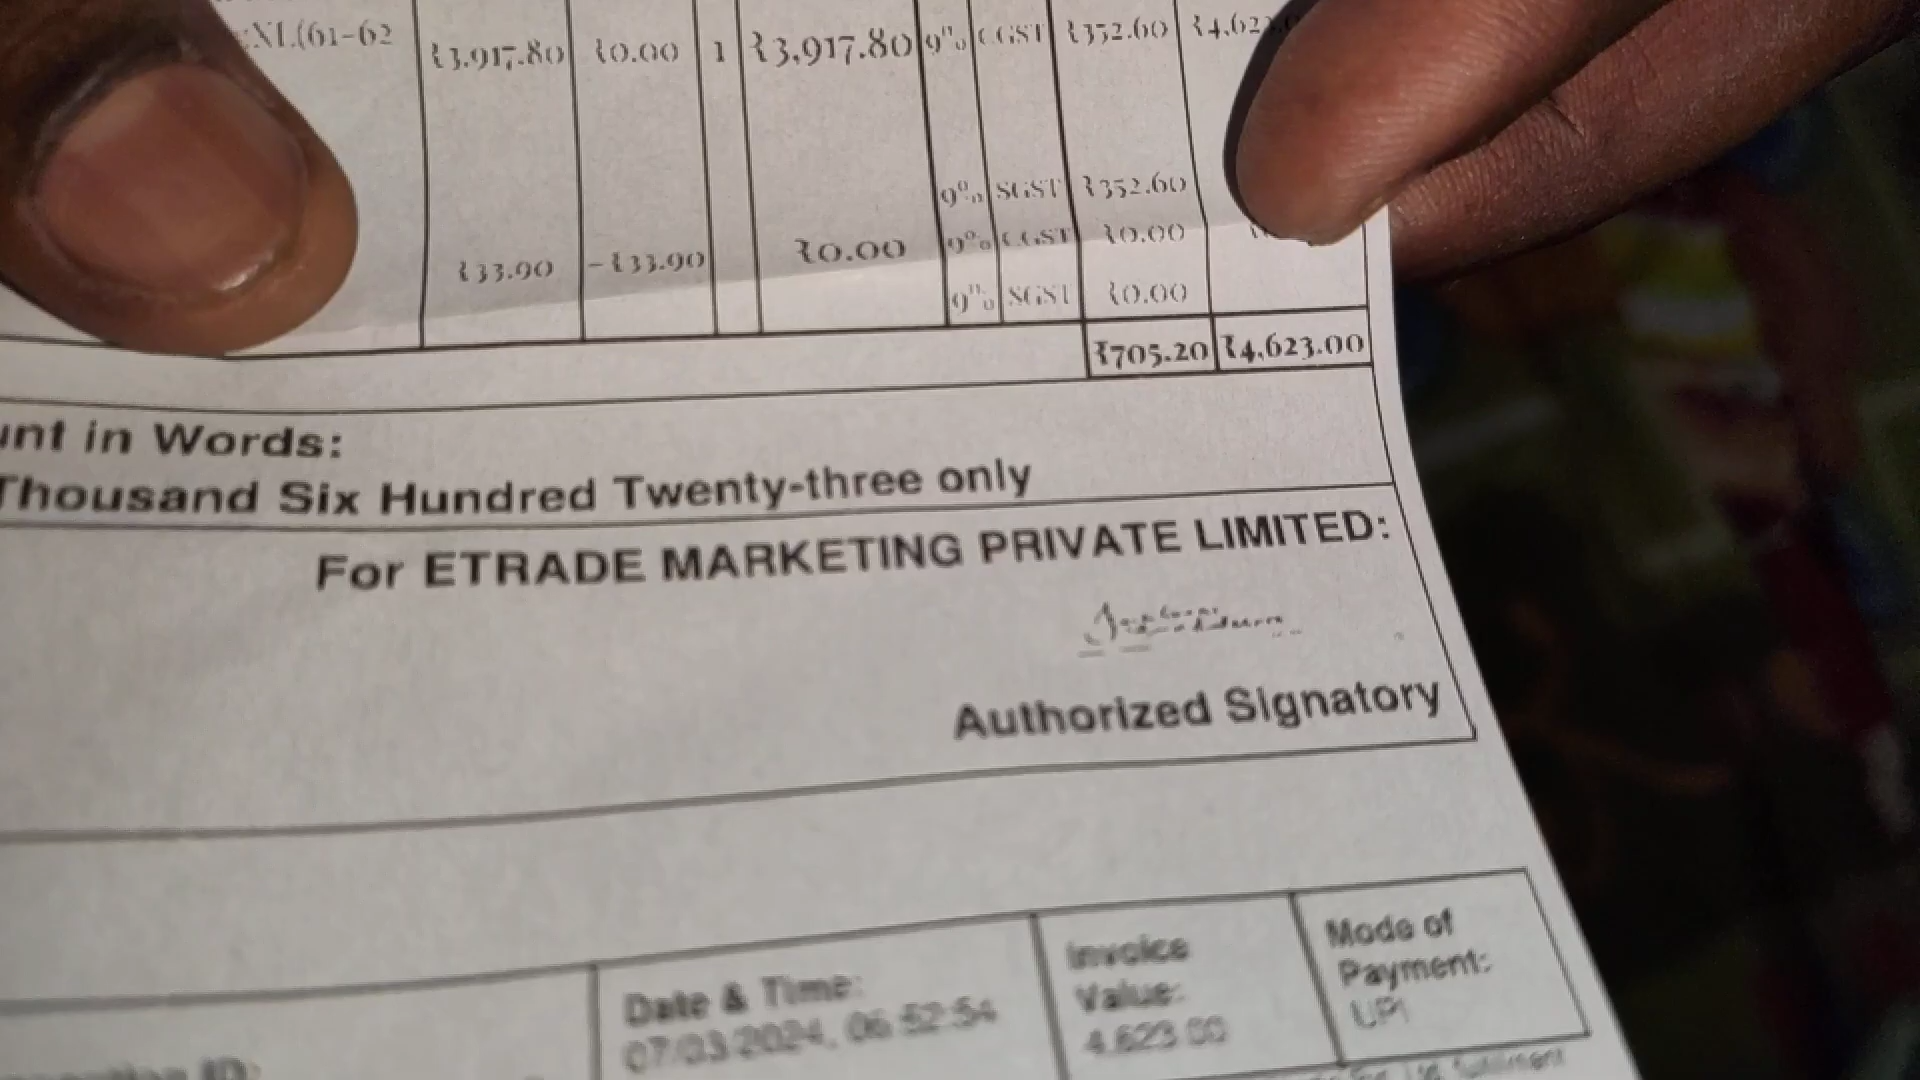 XL(61-62 ₹3,917.80 ₹0.00 1 ₹3,917.80 9% CGST ₹352.60 ₹4,62
9% SGST ₹352.60
₹33.90 -₹33.90 ₹0.00 9% CGST ₹0.00
9% SGST ₹0.00
₹705.20 ₹4,623.00
unt in Words:
Thousand Six Hundred Twenty-three only
For ETRADE MARKETING PRIVATE LIMITED:
Authorized Signatory
Date & Time:
07/03/2024, 06:52:54
Invoice
Value:
4,623.00
Mode of
Payment:
UPI
ID: